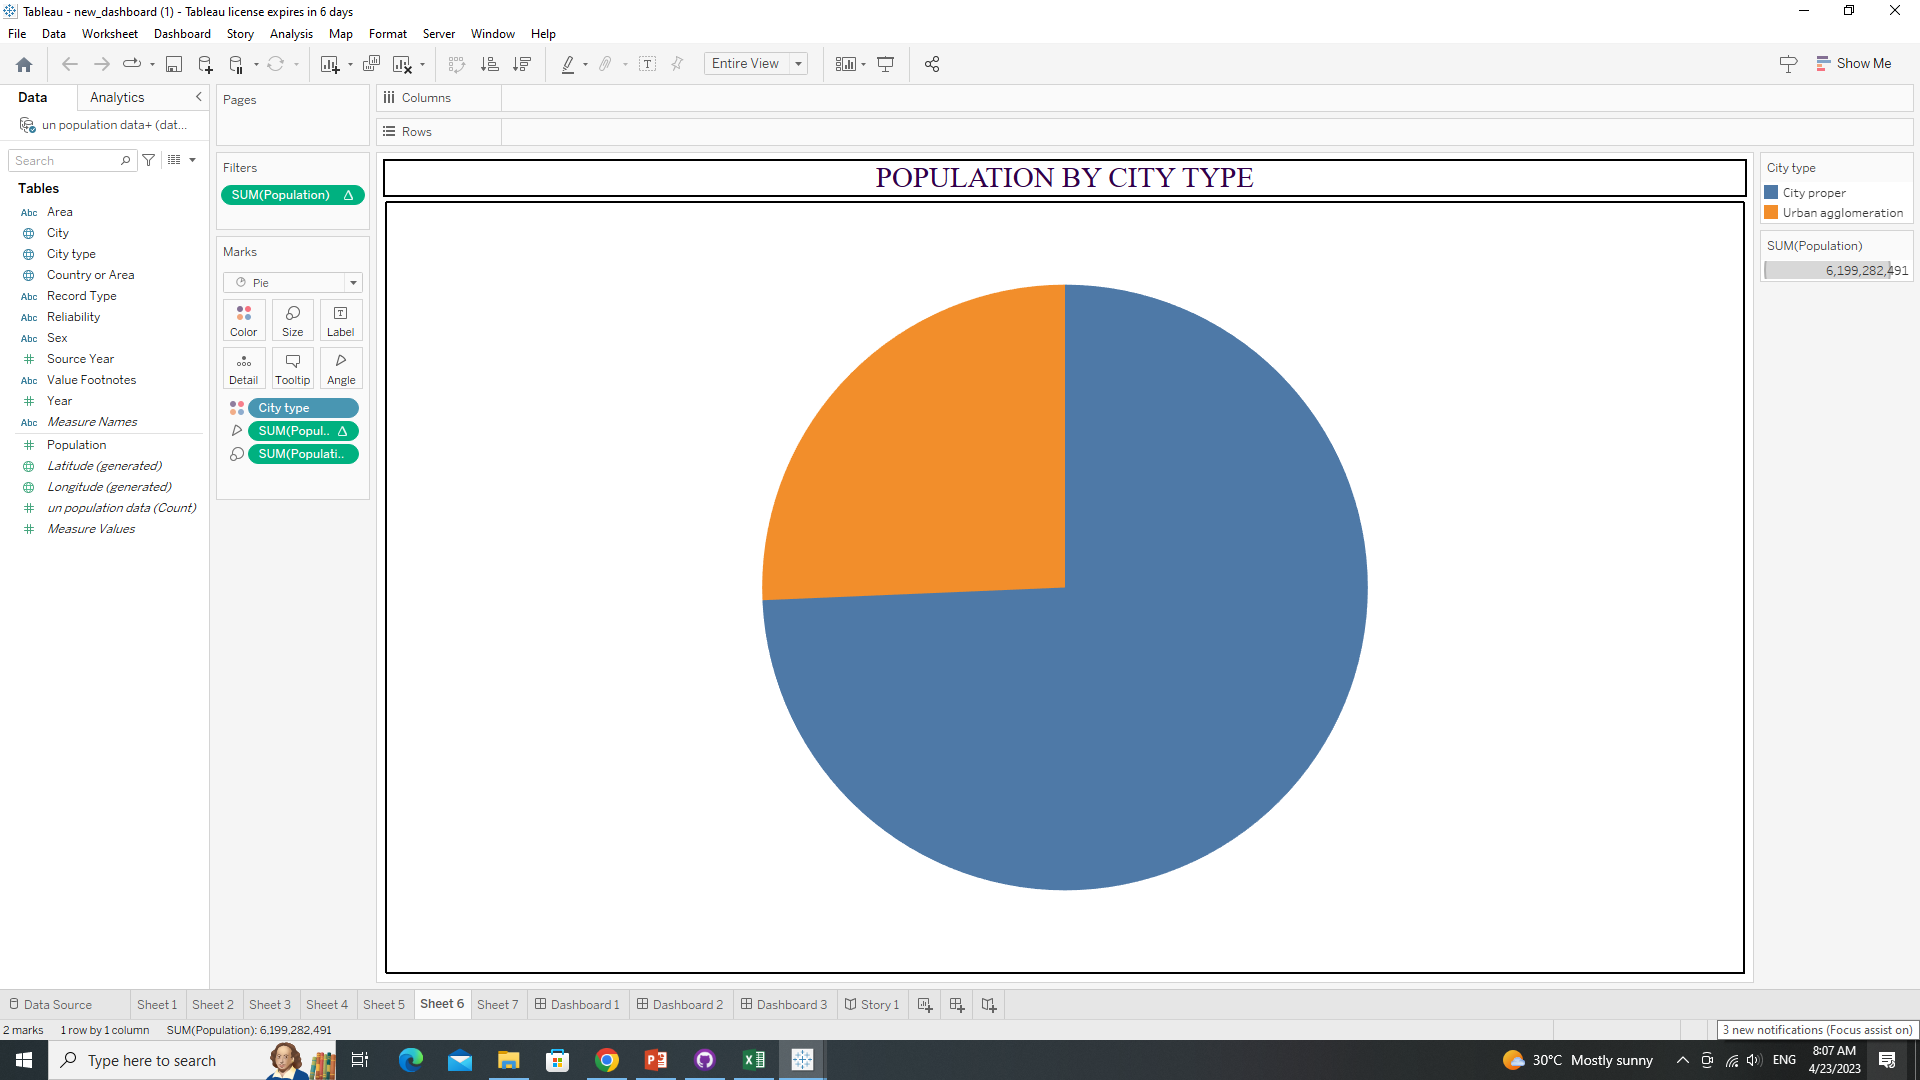 Tableau - new_dashboard (1) - Tableau license expires in 6 days
File Data Worksheet Dashboard Story Analysis Map Format Server Window Help
Entire View
Show Me
Data Analytics
un population data+ (dat...
Search
Tables
Abc Area
City
City type
Country or Area
Abc Record Type
Abc Reliability
Abc Sex
Source Year
Abc Value Footnotes
Year
Abc Measure Names
Population
Latitude (generated)
Longitude (generated)
un population data (Count)
Measure Values
Pages
Filters
SUM(Population)
Marks
Pie
Color Size Label
Detail Tooltip Angle
City type
SUM(Popul..
SUM(Populati..
Columns
Rows
POPULATION BY CITY TYPE
City type
City proper
Urban agglomeration
SUM(Population)
6,199,282,491
Data Source Sheet 1 Sheet 2 Sheet 3 Sheet 4 Sheet 5 Sheet 6 Sheet 7 Dashboard 1 Dashboard 2 Dashboard 3 Story 1
2 marks 1 row by 1 column SUM(Population): 6,199,282,491
3 new notifications (Focus assist on)
Type here to search
30°C Mostly sunny
ENG
8:07 AM
4/23/2023